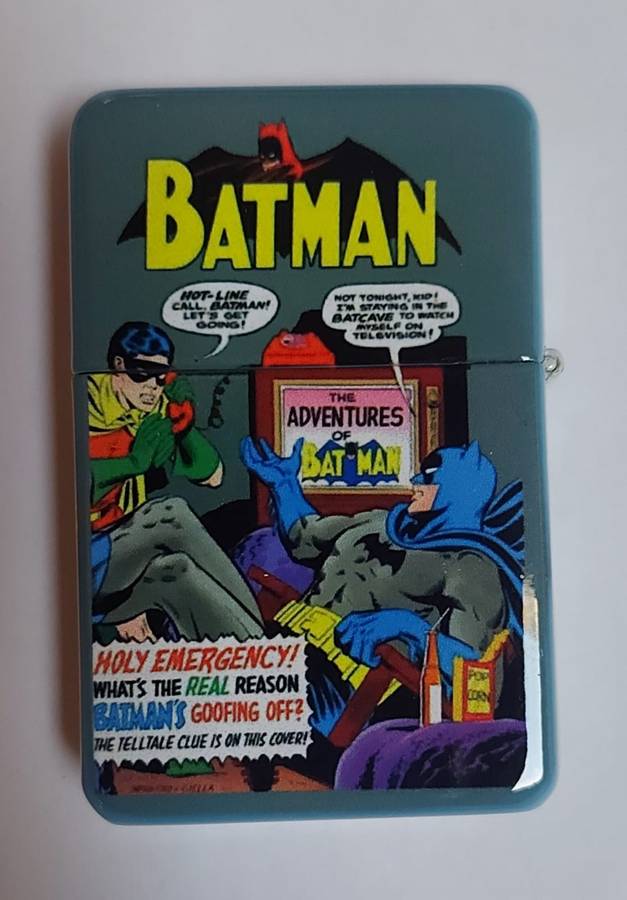 BATMAN
HOT-LINE
CALL, BATMAN!
LET'S GET
GOING!
NOT TONIGHT, KID!
I'M STAYING IN THE
BATCAVE TO WATCH
MYSELF ON
TELEVISION!
THE
ADVENTURES
OF
BATMAN
POP
CORN
HOLY EMERGENCY!
WHAT'S THE REAL REASON
BATMAN'S GOOFING OFF?
THE TELLTALE CLUE IS ON THIS COVER!